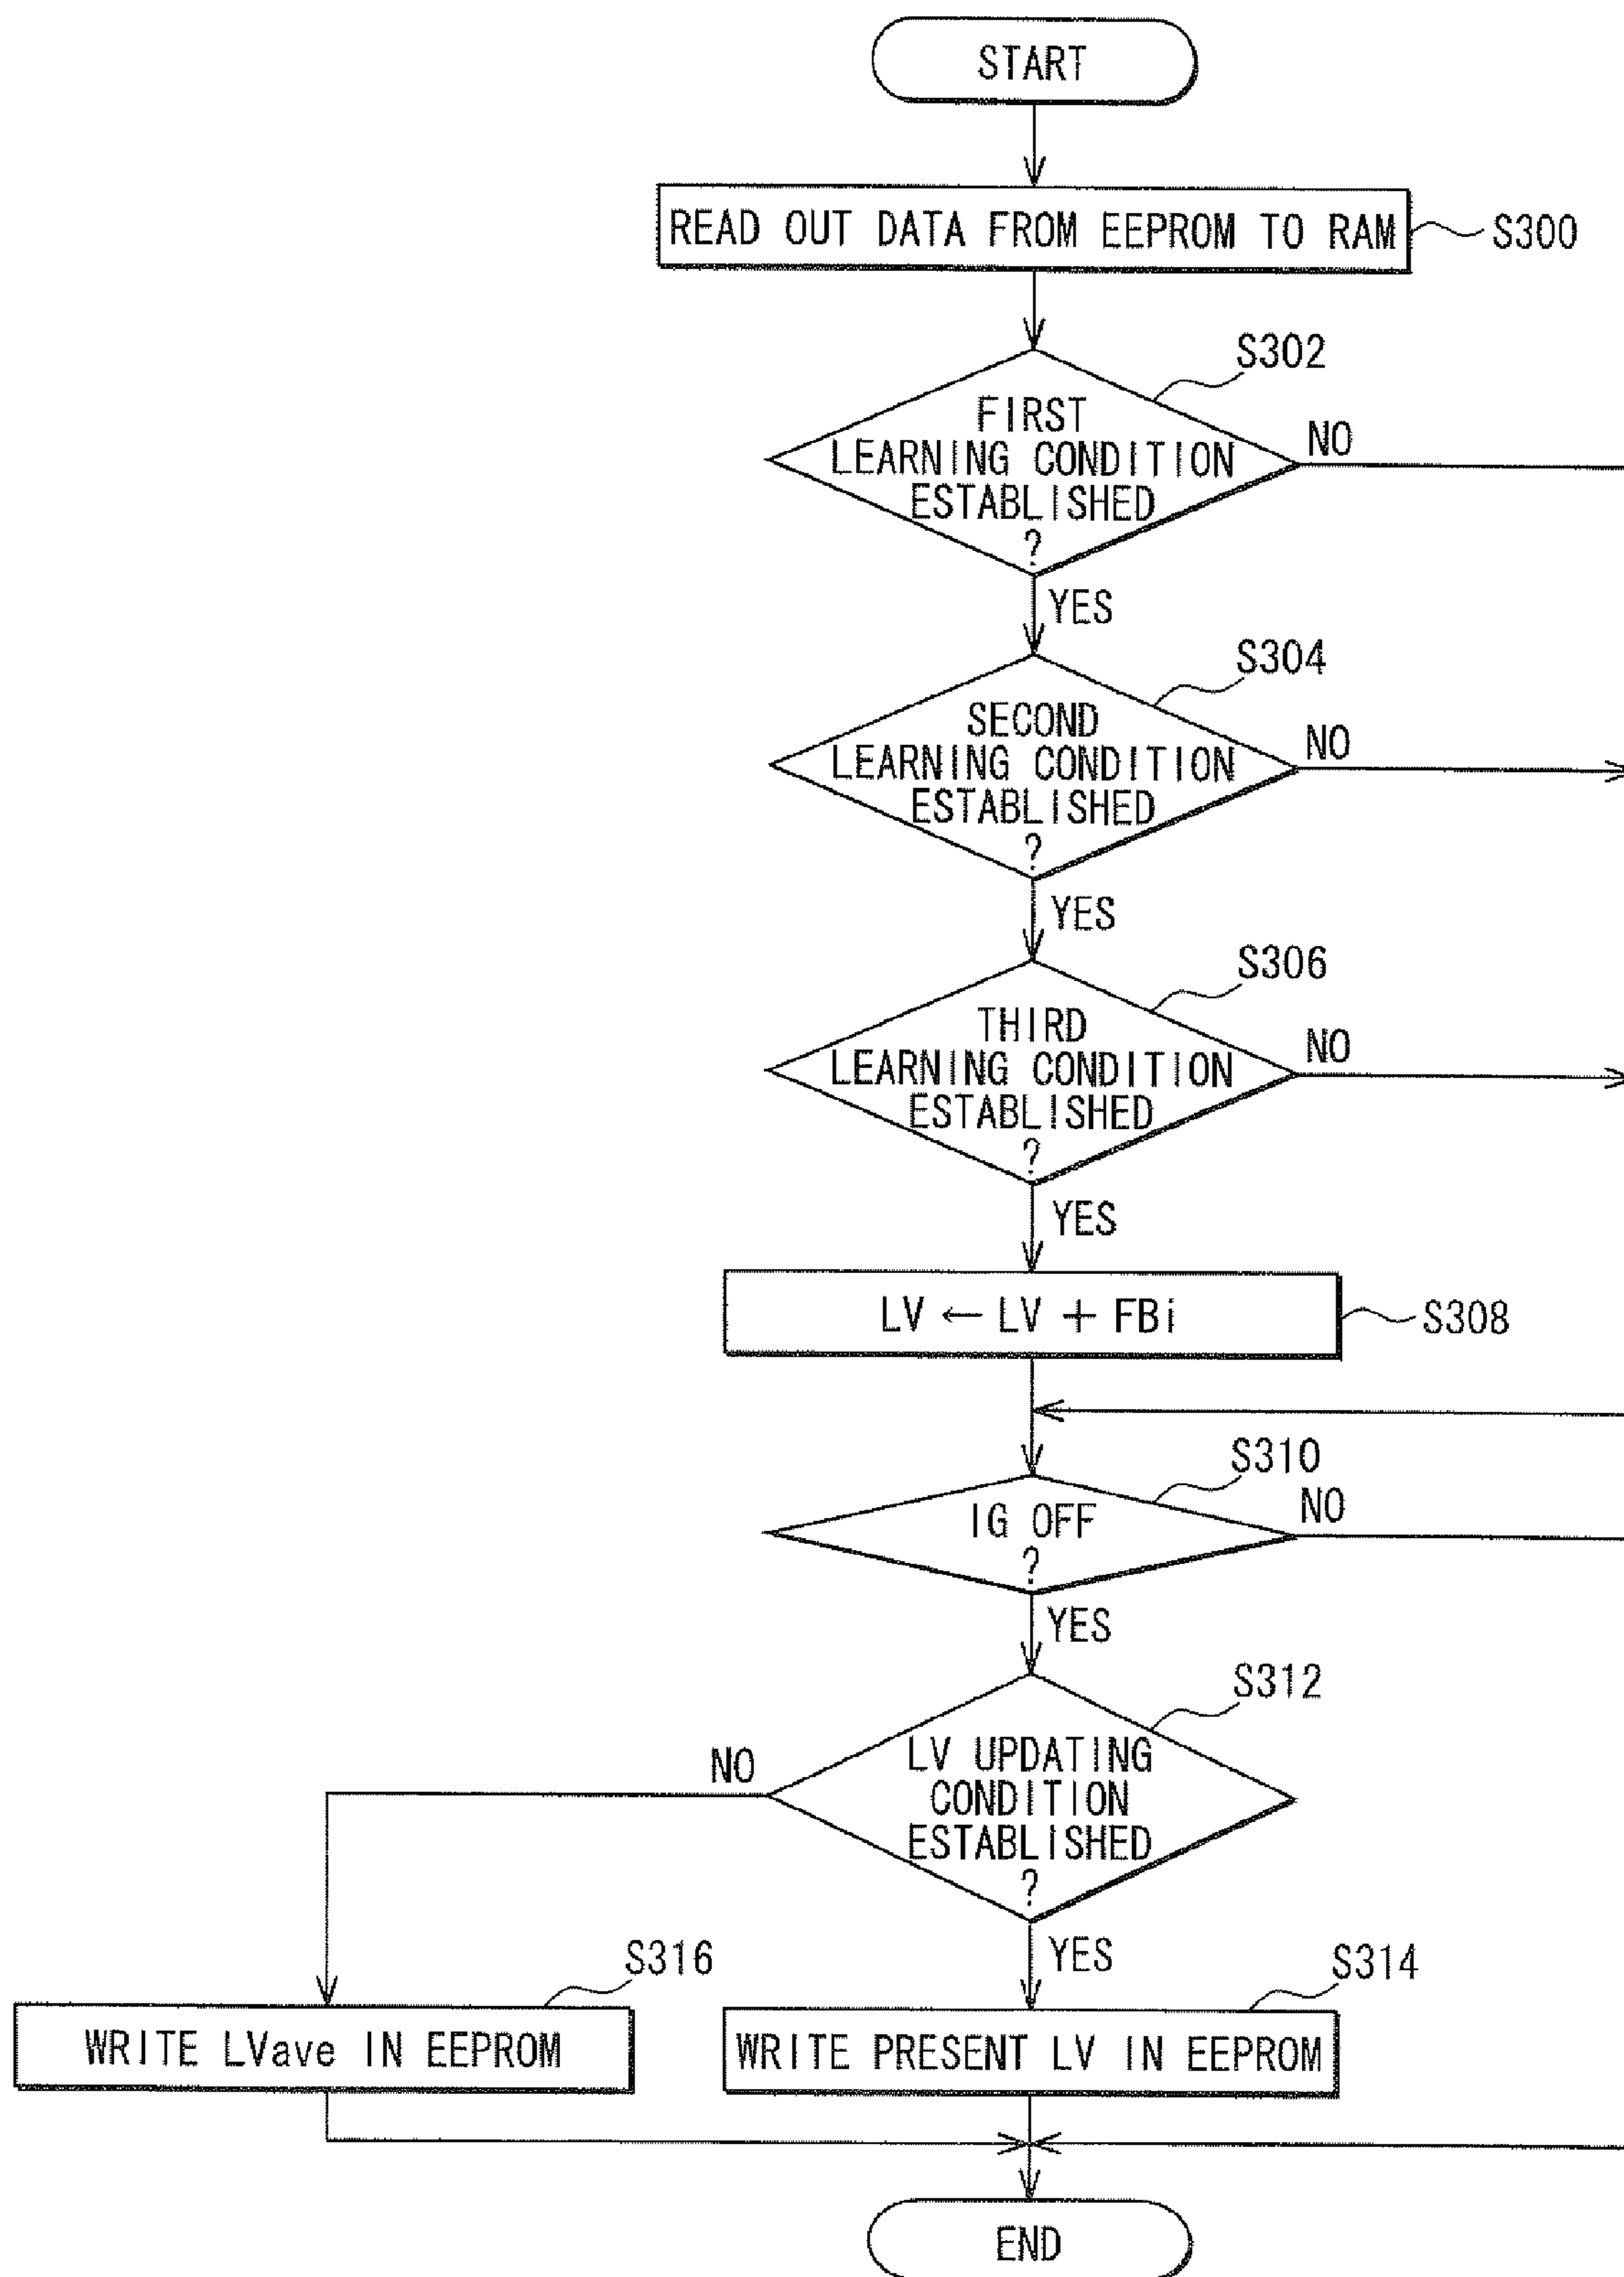 START
READ OUT DATA FROM EEPROM TO RAM
S300
S302
FIRST
LEARNING CONDITION
ESTABLISHED
?
NO
YES
S304
SECOND
LEARNING CONDITION
ESTABLISHED
?
NO
YES
S306
THIRD
LEARNING CONDITION
ESTABLISHED
?
NO
YES
LV ← LV + FBi
S308
S310
IG OFF
?
NO
YES
S312
LV UPDATING
CONDITION
ESTABLISHED
?
NO
YES
S316
S314
WRITE LVave IN EEPROM
WRITE PRESENT LV IN EEPROM
END